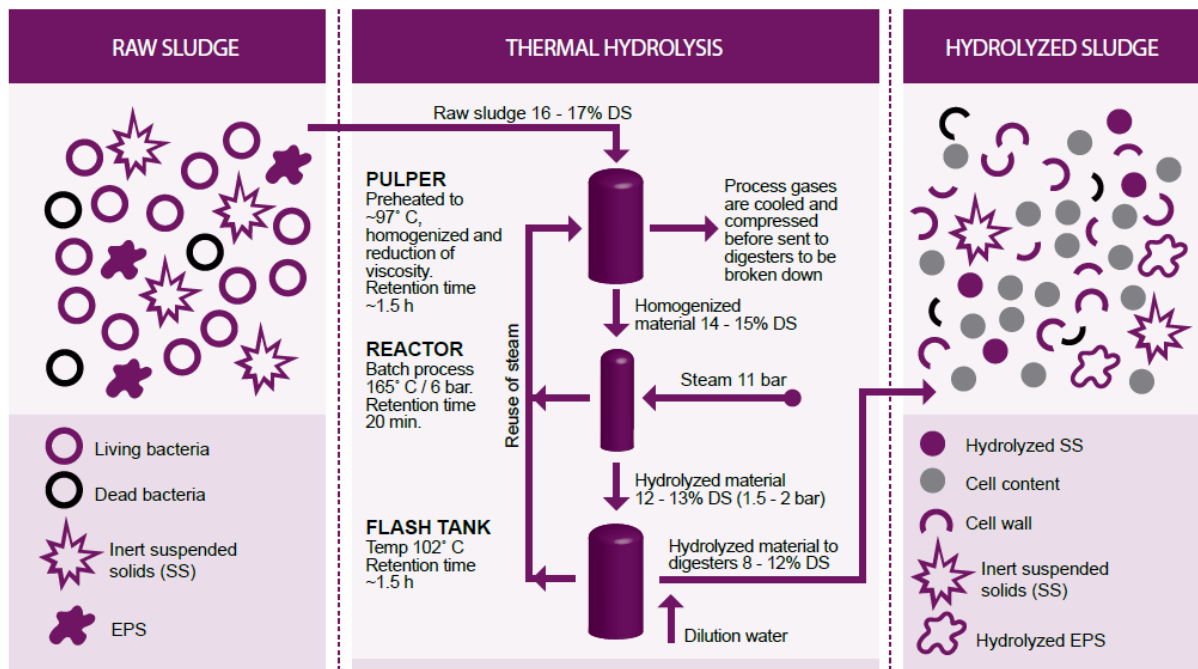 RAW SLUDGE
THERMAL HYDROLYSIS
HYDROLYZED SLUDGE
Raw sludge 16 - 17% DS
PULPER
Preheated to
~97˚ C,
homogenized and
reduction of
viscosity.
Retention time
~1.5 h
Process gases
are cooled and
compressed
before sent to
digesters to be
broken down
Homogenized
material 14 - 15% DS
REACTOR
Batch process
165˚ C / 6 bar.
Retention time
20 min.
Reuse of steam
Steam 11 bar
Hydrolyzed material
12 - 13% DS (1.5 - 2 bar)
FLASH TANK
Temp 102˚ C
Retention time
~1.5 h
Hydrolyzed material to
digesters 8 - 12% DS
Dilution water
Living bacteria
Dead bacteria
Inert suspended
solids (SS)
EPS
Hydrolyzed SS
Cell content
Cell wall
Inert suspended
solids (SS)
Hydrolyzed EPS